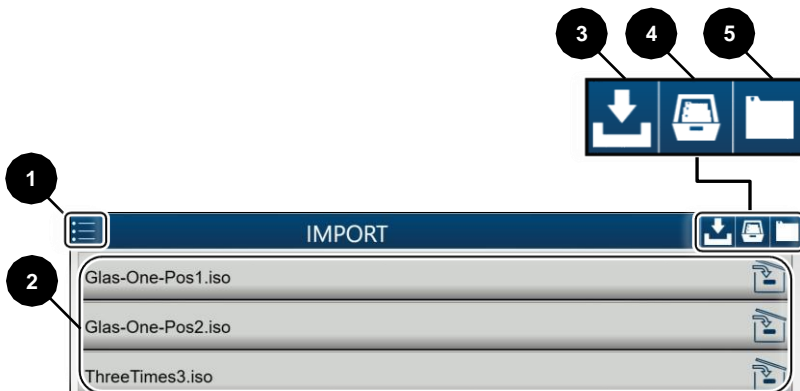 3 4 5
1
IMPORT
2
Glas-One-Pos1.iso
Glas-One-Pos2.iso
ThreeTimes3.iso